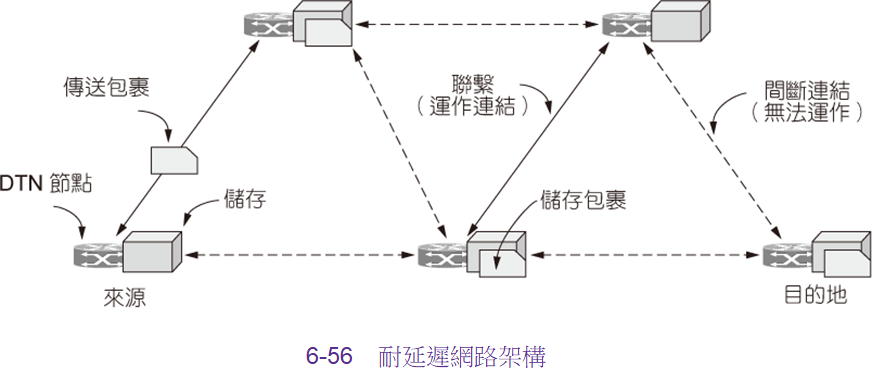 傳送包裹
聯繫
（運作連結）
間斷連結
（無法運作）
DTN 節點
儲存
儲存包裹
來源
目的地
6-56 耐延遲網路架構